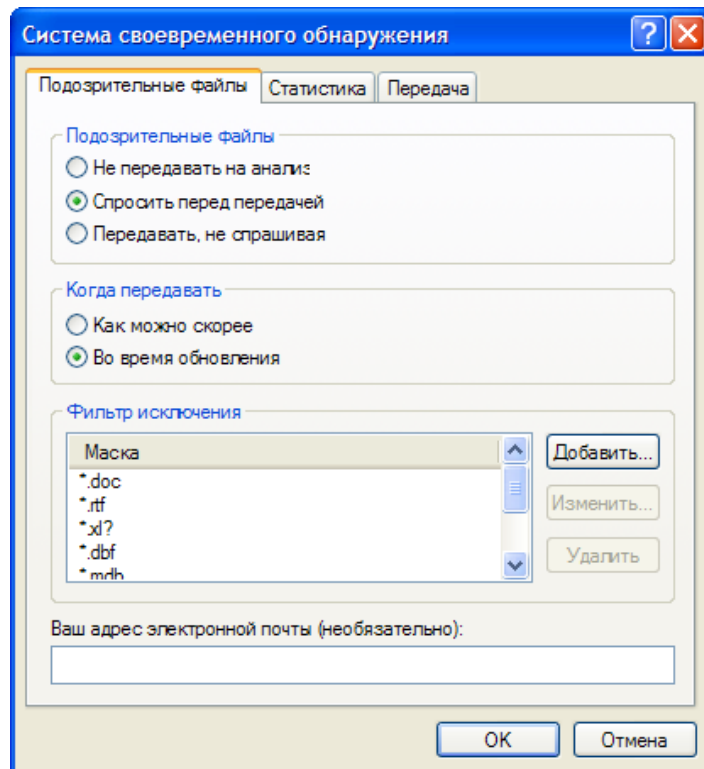 Система своевременного обнаружения
Подозрительные файлы Статистика Передача
Подозрительные файлы
Не передавать на анализ
Спросить перед передачей
Передавать, не спрашивая
Когда передавать
Как можно скорее
Во время обновления
Фильтр исключения
Маска
Добавить...
*.doc
*.rtf
Изменить...
*.xl?
*.dbf
Удалить
*.mdb
Ваш адрес электронной почты (необязательно):
OK Отмена